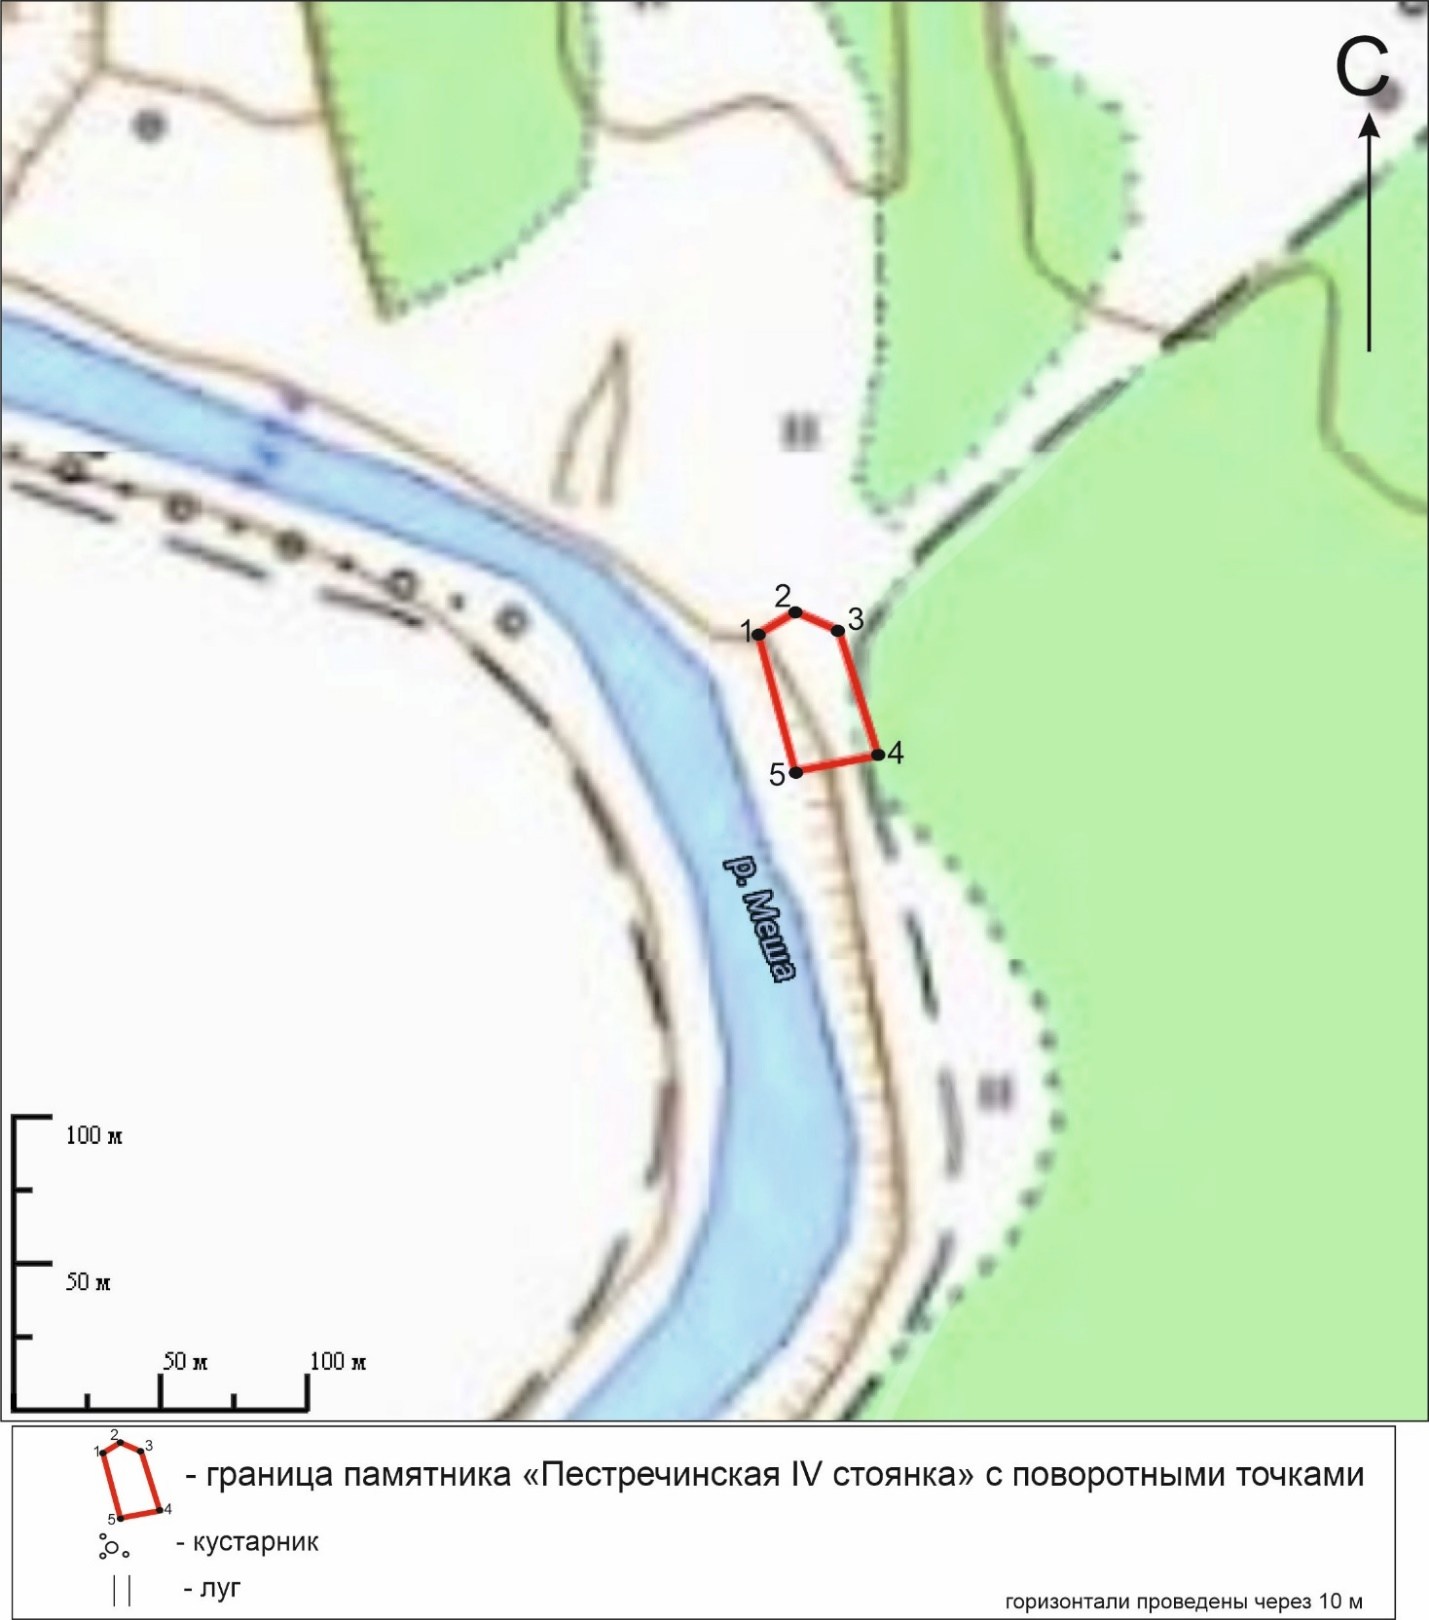 С
2
1
3
4
5
р. Меша
100 м
50 м
50 м
100 м
2
1
3
4
5
- граница памятника «Пестречинская IV стоянка» с поворотными точками
- кустарник
- луг
горизонтали проведены через 10 м